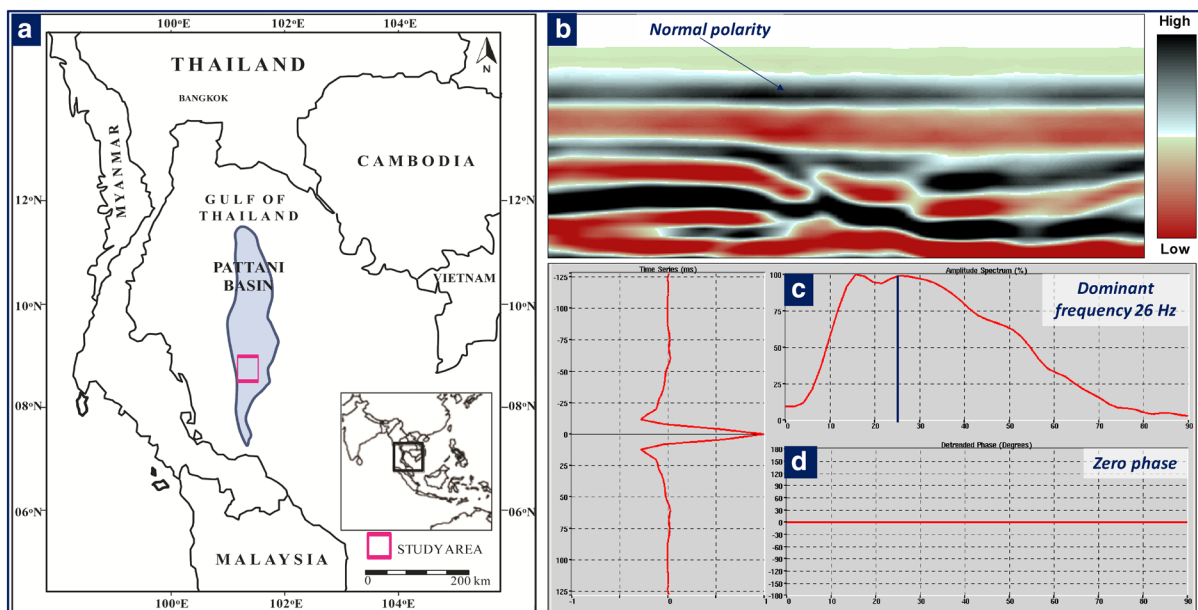 a
100°E 102°E 104°E
THAILAND
N
BANGKOK
MYANMAR
CAMBODIA
12°N 12°N
GULF OF
THAILAND
PATTANI
BASIN
VIETNAM
10°N 10°N
08°N 08°N
06°N 06°N
STUDY AREA
MALAYSIA
0 200 km
100°E 102°E 104°E
b
Normal polarity
High
Low
Time Series (ms)
-125
-100
-75
-50
-25
0
25
50
75
100
125
-1 0 1
c
Amplitude Spectrum (%)
Dominant
frequency 26 Hz
100
75
50
25
0
0 10 20 30 40 50 60 70 80 90
d
Detrended Phase (Degrees)
Zero phase
180
150
120
90
60
30
0
-30
-60
-90
-120
-150
-180
0 10 20 30 40 50 60 70 80 90